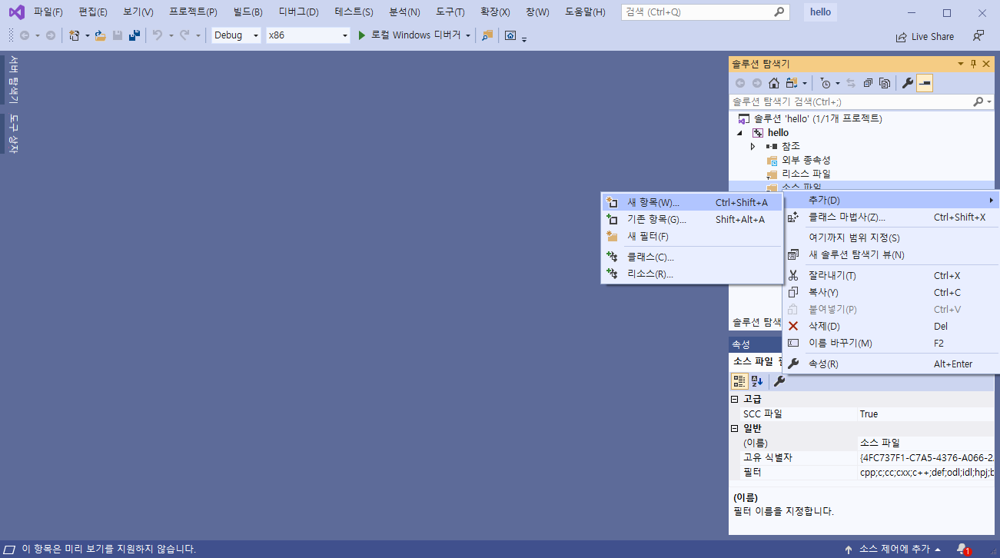 파일(F) 편집(E) 보기(V) 프로젝트(P) 빌드(B) 디버그(D) 테스트(S) 분석(N) 도구(T) 확장(X) 창(W) 도움말(H) 검색 (Ctrl+Q) hello
Debug x86 로컬 Windows 디버거 Live Share
서버 탐색기
도구 상자
솔루션 탐색기
솔루션 탐색기 검색(Ctrl+;)
솔루션 'hello' (1/1개 프로젝트)
hello
참조
외부 종속성
리소스 파일
소스 파일
새 항목(W)... Ctrl+Shift+A
기존 항목(G)... Shift+Alt+A
새 필터(F)
클래스(C)...
리소스(R)...
추가(D)
클래스 마법사(Z)... Ctrl+Shift+X
여기까지 범위 지정(S)
새 솔루션 탐색기 뷰(N)
잘라내기(T) Ctrl+X
복사(Y) Ctrl+C
붙여넣기(P) Ctrl+V
삭제(D) Del
이름 바꾸기(M) F2
속성(R) Alt+Enter
솔루션 탐색
속성
소스 파일
고급
SCC 파일 True
일반
(이름) 소스 파일
고유 식별자 {4FC737F1-C7A5-4376-A066-2
필터 cpp;c;cc;cxx;c++;def;odl;idl;hpj;b
(이름)
필터 이름을 지정합니다.
이 항목은 미리 보기를 지원하지 않습니다. 소스 제어에 추가 1